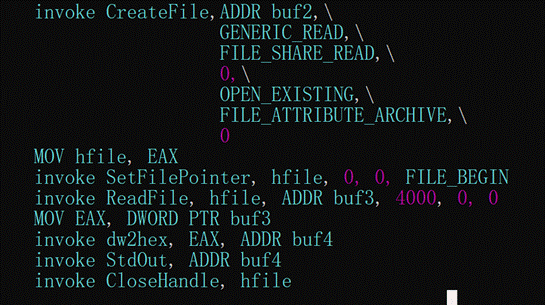 invoke CreateFile,ADDR buf2,\
GENERIC_READ,\
FILE_SHARE_READ,\
0,\
OPEN_EXISTING,\
FILE_ATTRIBUTE_ARCHIVE,\
0
MOV hfile, EAX
invoke SetFilePointer, hfile, 0, 0, FILE_BEGIN
invoke ReadFile, hfile, ADDR buf3, 4000, 0, 0
MOV EAX, DWORD PTR buf3
invoke dw2hex, EAX, ADDR buf4
invoke StdOut, ADDR buf4
invoke CloseHandle, hfile